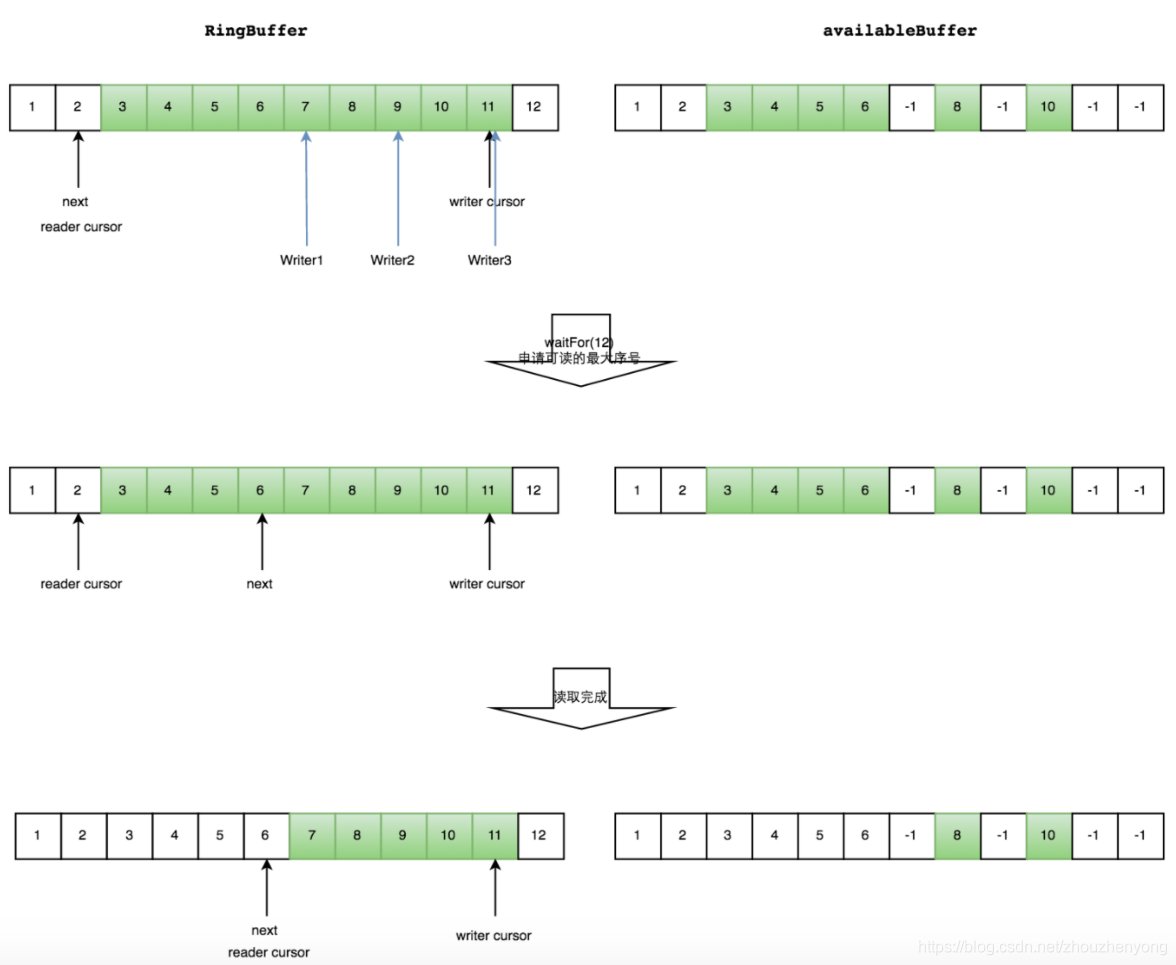 RingBuffer
availableBuffer
1 2 3 4 5 6 7 8 9 10 11 12
1 2 3 4 5 6 -1 8 -1 10 -1 -1
next
reader cursor
writer cursor
Writer1
Writer2
Writer3
waitFor(12)
申请可读的最大序号
1 2 3 4 5 6 7 8 9 10 11 12
1 2 3 4 5 6 -1 8 -1 10 -1 -1
reader cursor
next
writer cursor
读取完成
1 2 3 4 5 6 7 8 9 10 11 12
1 2 3 4 5 6 -1 8 -1 10 -1 -1
next
reader cursor
writer cursor
https://blog.csdn.net/zhouzhenyong